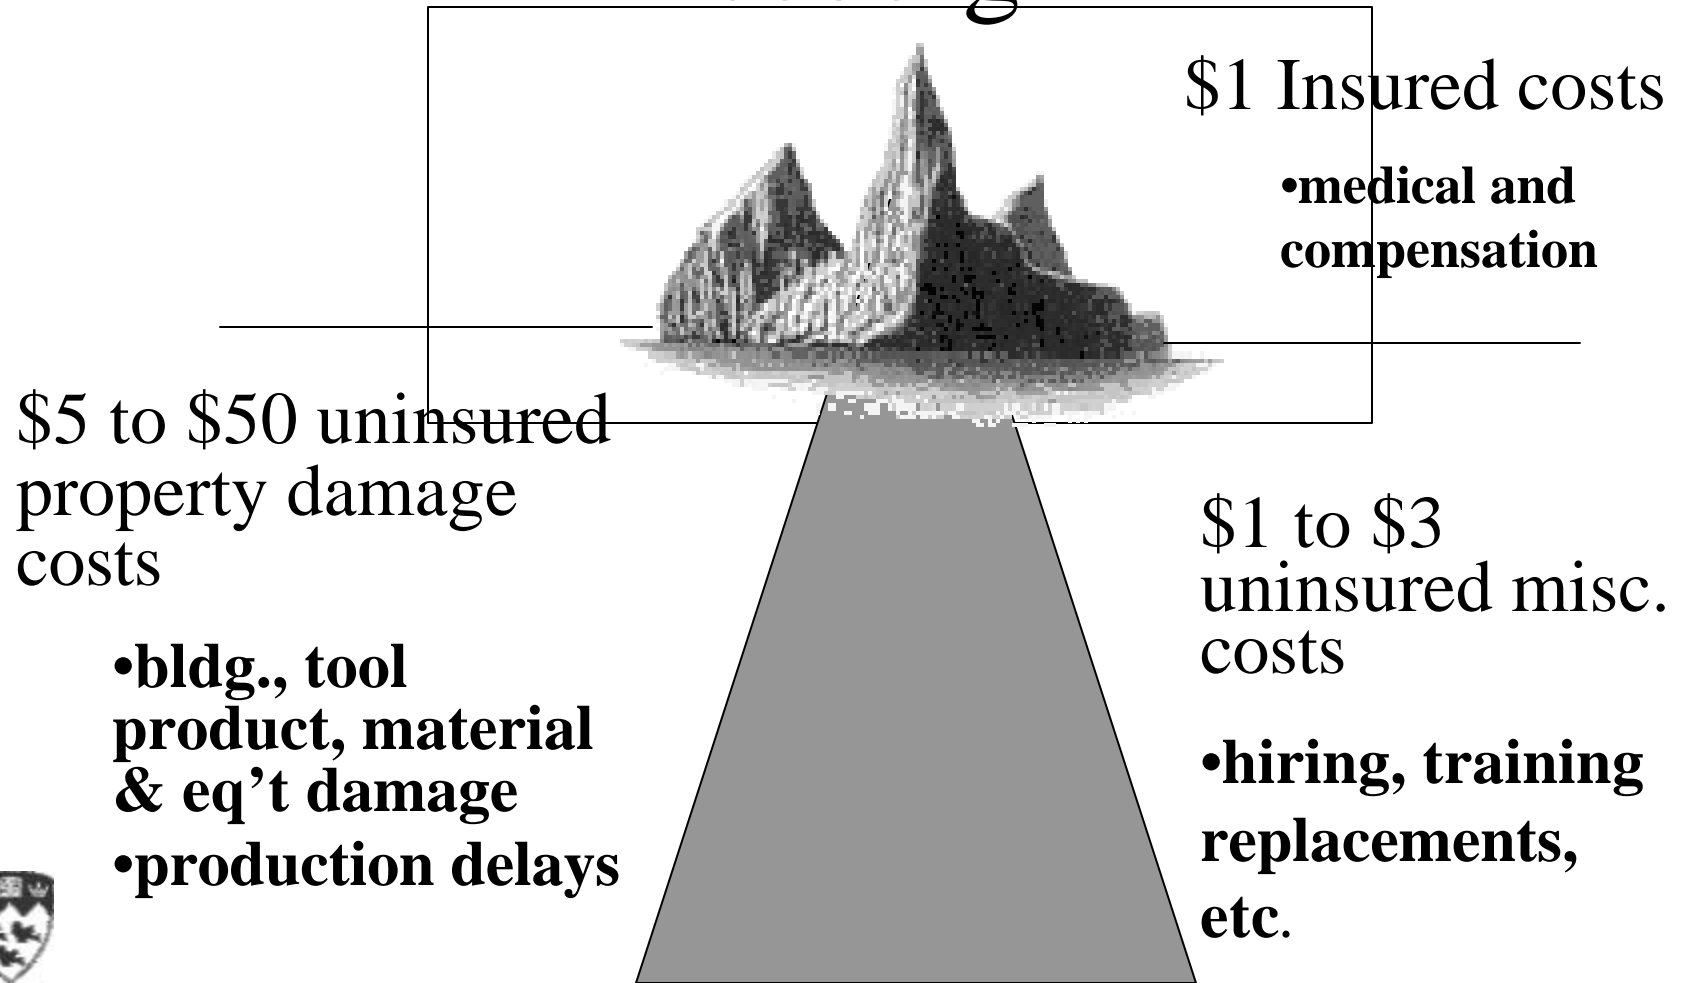 $1 Insured costs
•medical and
compensation
$5 to $50 uninsured
property damage
costs
•bldg., tool
product, material
& eq’t damage
•production delays
$1 to $3
uninsured misc.
costs
•hiring, training
replacements,
etc.